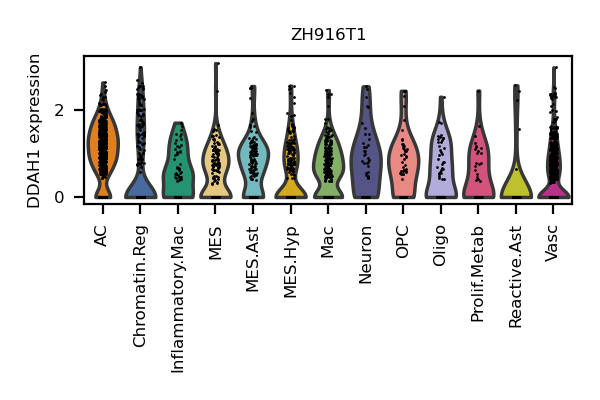 ZH916T1
DDAH1 expression
2
0
AC
Chromatin.Reg
Inflammatory.Mac
MES
MES.Ast
MES.Hyp
Mac
Neuron
OPC
Oligo
Prolif.Metab
Reactive.Ast
Vasc